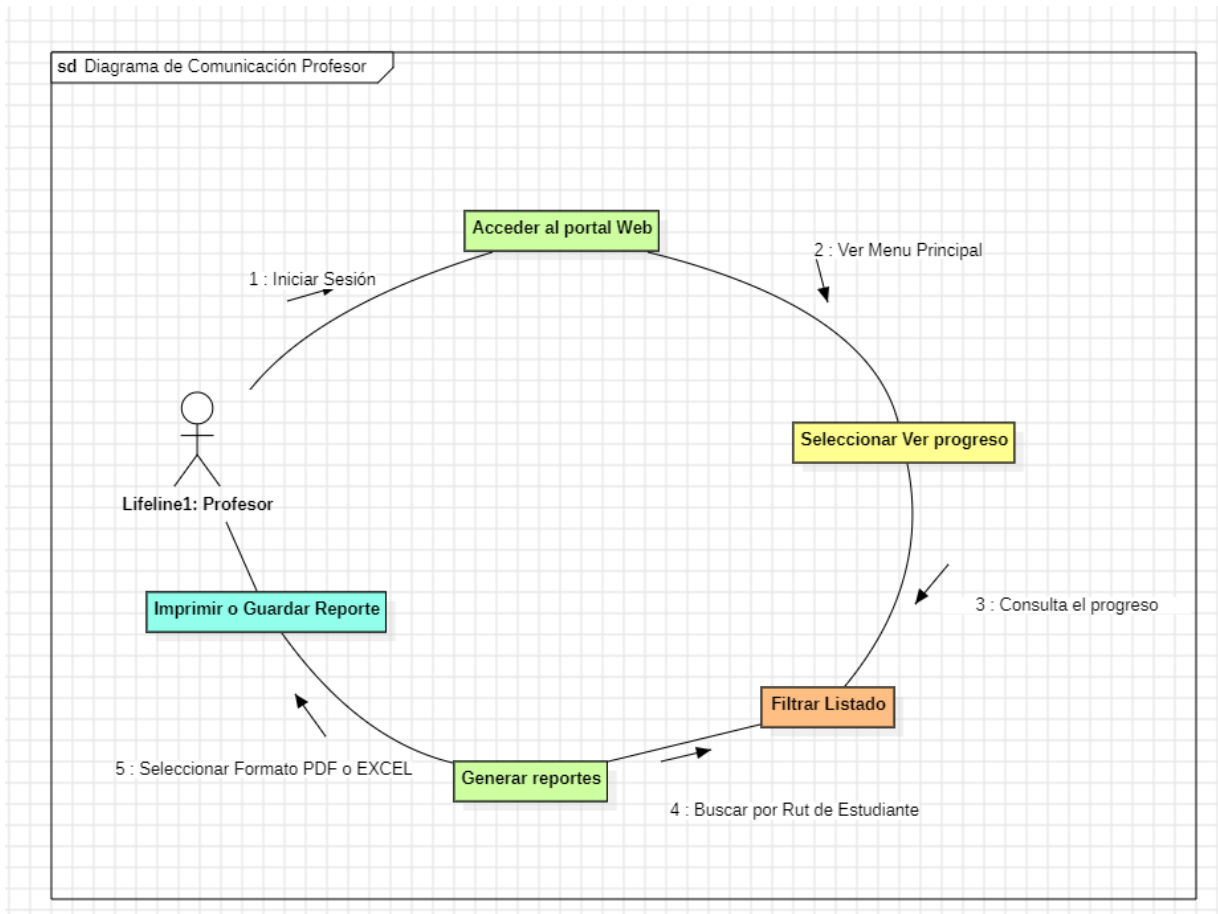 sd Diagrama de Comunicación Profesor
Acceder al portal Web
1 : Iniciar Sesión
2 : Ver Menu Principal
Seleccionar Ver progreso
Lifeline1: Profesor
Imprimir o Guardar Reporte
3 : Consulta el progreso
Filtrar Listado
Generar reportes
5 : Seleccionar Formato PDF o EXCEL
4 : Buscar por Rut de Estudiante